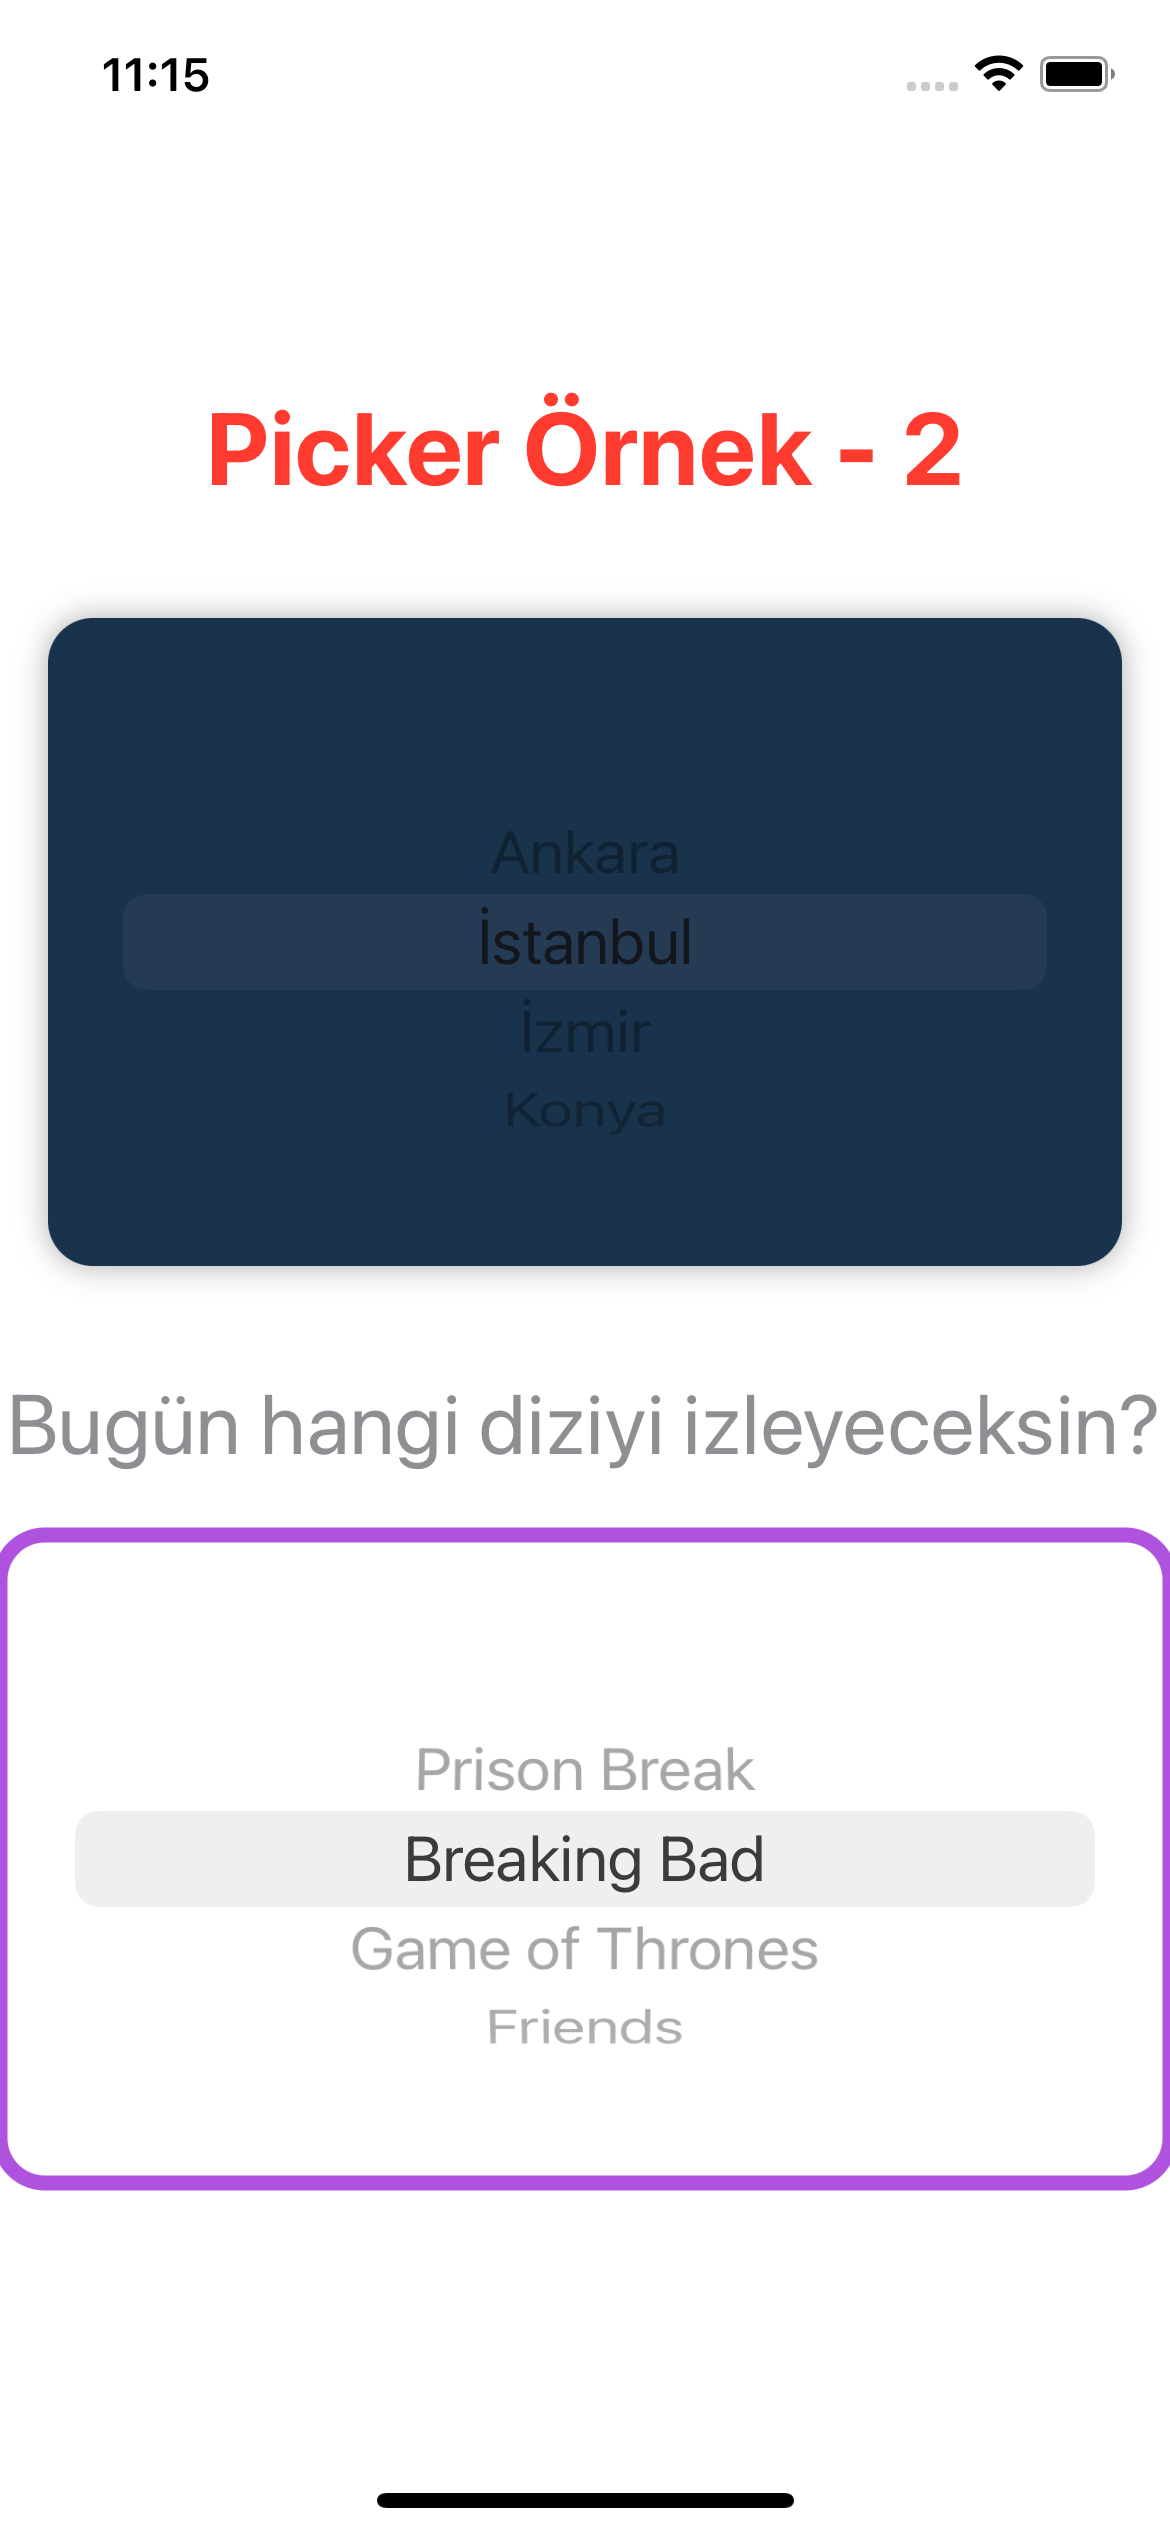 11:15
Picker Örnek - 2
Ankara
İstanbul
İzmir
Konya
Bugün hangi diziyi izleyeceksin?
Prison Break
Breaking Bad
Game of Thrones
Friends